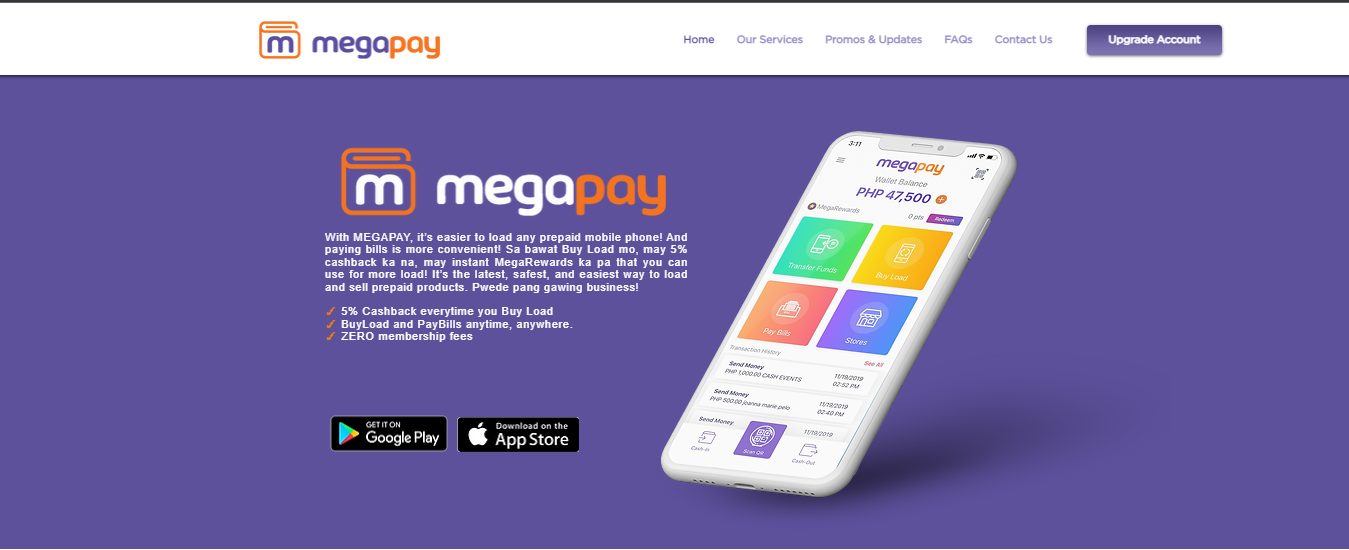 m megapay
Home Our Services Promos & Updates FAQs Contact Us Upgrade Account
m megapay
With MEGAPAY, it's easier to load any prepaid mobile phone! And
paying bills is more convenient! Sa bawat Buy Load mo, may 5%
cashback ka na, may instant MegaRewards ka pa that you can
use for more load! It's the latest, safest, and easiest way to load
and sell prepaid products. Pwede pang gawing business!
✓ 5% Cashback everytime you Buy Load
✓ BuyLoad and PayBills anytime, anywhere.
✓ ZERO membership fees
GET IT ON
Google Play
Download on the
App Store
3:11
megapay
Wallet Balance
PHP 47,500
MegaRewards
0 pts Redeem
Transfer Funds
Buy Load
Pay Bills
Stores
Transaction History
See All
Send Money
PHP 1,000.00 CASH EVENTS
11/19/2019
02:52 PM
Send Money
PHP 500.00 joanna marie pelo
11/19/2019
02:40 PM
Send Money
11/19/2019
Cash-In
Scan QR
Cash-Out